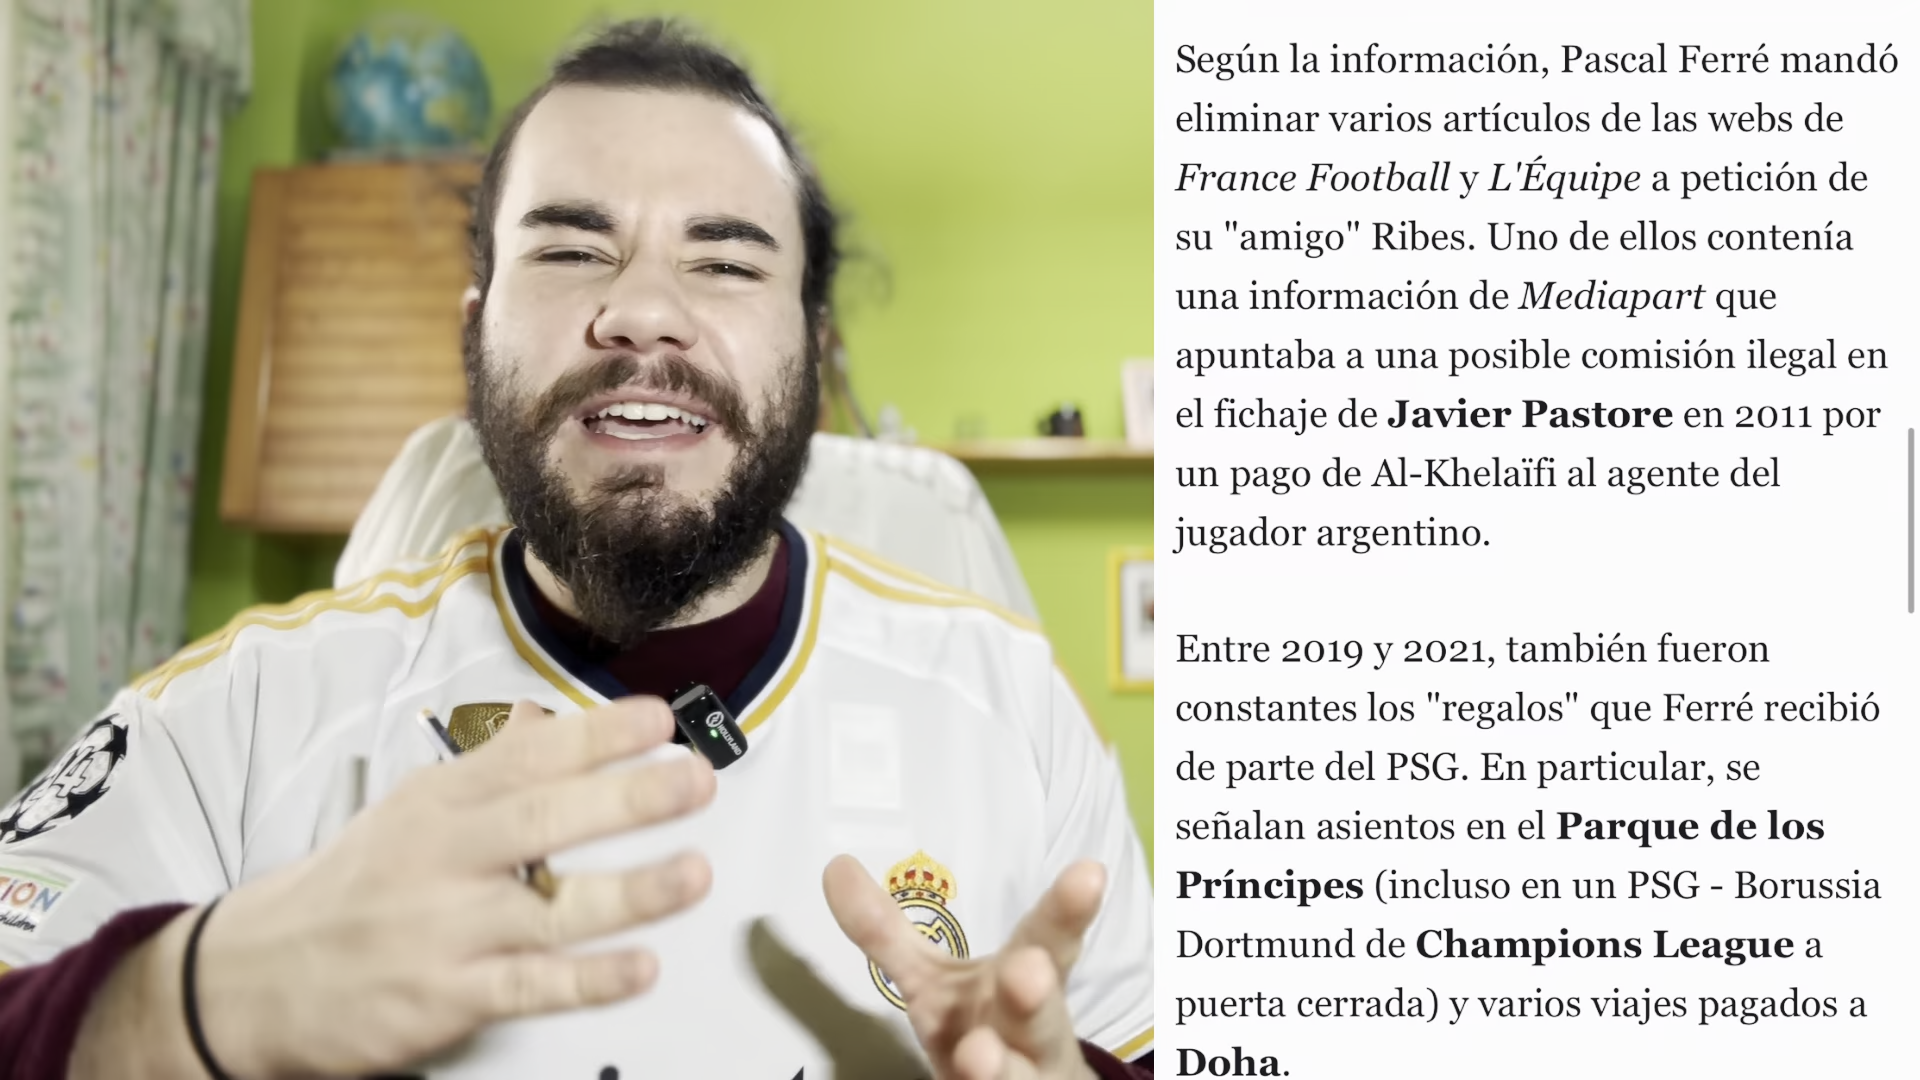 Según la información, Pascal Ferré mandó
eliminar varios artículos de las webs de
France Football y L'Équipe a petición de
su "amigo" Ribes. Uno de ellos contenía
una información de Mediapart que
apuntaba a una posible comisión ilegal en
el fichaje de Javier Pastore en 2011 por
un pago de Al-Khelaïfi al agente del
jugador argentino.
Entre 2019 y 2021, también fueron
constantes los "regalos" que Ferré recibió
de parte del PSG. En particular, se
señalan asientos en el Parque de los
Príncipes (incluso en un PSG - Borussia
Dortmund de Champions League a
puerta cerrada) y varios viajes pagados a
Doha.
HOLLYLAND
14
TION